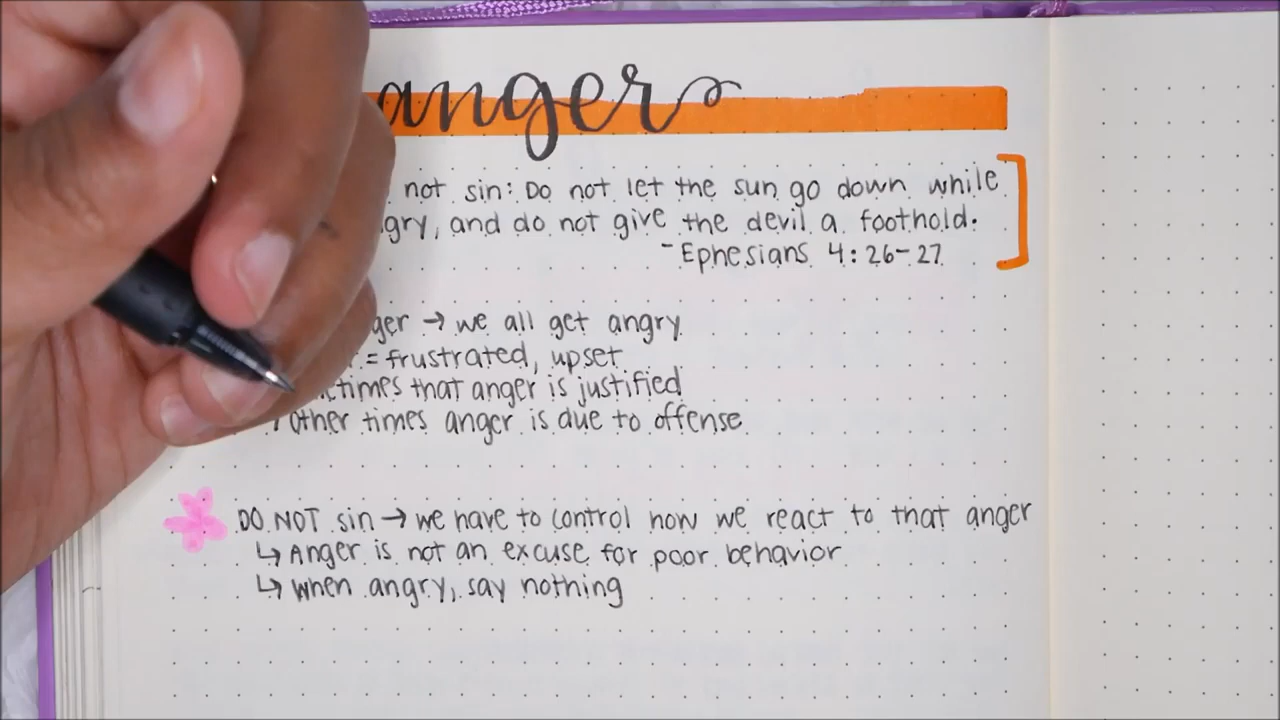 anger
not sin: Do not let the sun go down while
and do not give the devil a foothold.
- Ephesians 4:26-27
→ we all get angry
= frustrated, upset
that anger is justified
Other times anger is due to offense
DO NOT sin → we have to control how we react to that anger
↳ Anger is not an excuse for poor behavior
↳ when angry, say nothing